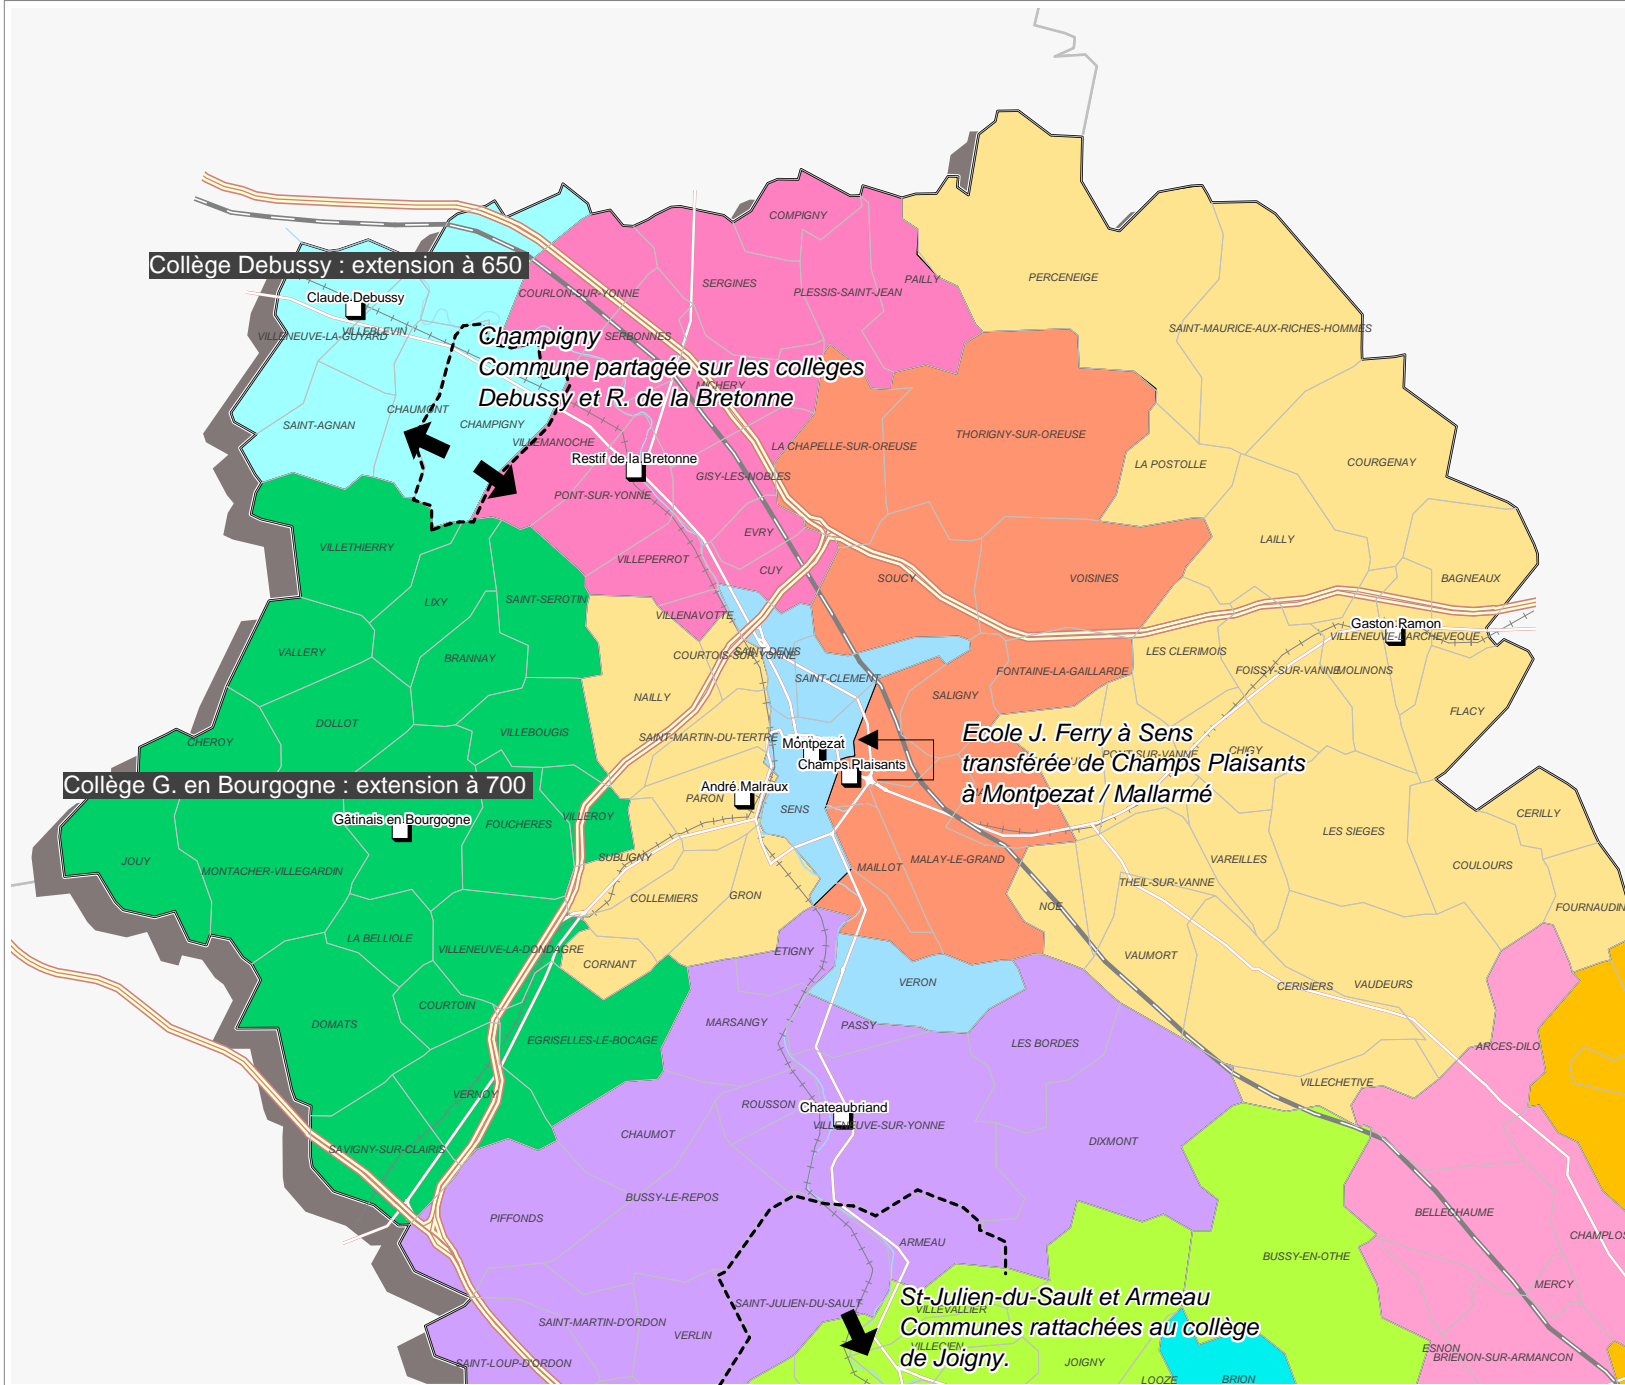 COMPIGNY
Collège Debussy : extension à 650
SERGINES
PLESSIS-SAINT-JEAN
PAILLY
PERCENEIGE
COURLON-SUR-YONNE
Claude Debussy
VILLENEUVE-LA-GUYARD
VILLEBLEVIN
SERBONNES
SAINT-MAURICE-AUX-RICHES-HOMMES
Champigny
Commune partagée sur les collèges
Debussy et R. de la Bretonne
MICHERY
CHAUMONT
SAINT-AGNAN
CHAMPIGNY
VILLEMANOCHE
LA CHAPELLE-SUR-OREUSE
THORIGNY-SUR-OREUSE
Restif de la Bretonne
LA POSTOLLE
COURGENAY
GISY-LES-NOBLES
PONT-SUR-YONNE
EVRY
LAILLY
VILLETHIERRY
VILLEPERROT
CUY
SOUCY
VOISINES
BAGNEAUX
LIXY
SAINT-SEROTIN
VILLENAVOTTE
Gaston Ramon
VILLENEUVE-L'ARCHEVEQUE
VALLERY
BRANNAY
COURTOIS-SUR-YONNE
SAINT-DENIS
LES CLERIMOIS
FOISSY-SUR-VANNE
MOLINONS
SAINT-CLEMENT
FONTAINE-LA-GAILLARDE
SALIGNY
NAILLY
FLACY
DOLLOT
VILLEBOUGIS
CHEROY
SAINT-MARTIN-DU-TERTRE
Montpezat
Champs Plaisants
Ecole J. Ferry à Sens
transférée de Champs Plaisants
à Montpezat / Mallarmé
PONT-SUR-VANNE
CHIGY
Collège G. en Bourgogne : extension à 700
André Malraux
PARON
SENS
Gâtinais en Bourgogne
FOUCHERES
VILLEROY
CERILLY
LES SIEGES
JOUY
MONTACHER-VILLEGARDIN
SUBLIGNY
MAILLOT
MALAY-LE-GRAND
VAREILLES
COULOURS
THEIL-SUR-VANNE
COLLEMIERS
GRON
NOE
FOURNAUDIN
LA BELLIOLE
VILLENEUVE-LA-DONDAGRE
ETIGNY
CORNANT
VAUMORT
VERON
CERISIERS
VAUDEURS
COURTOIN
DOMATS
MARSANGY
PASSY
EGRISELLES-LE-BOCAGE
LES BORDES
ARCES-DILO
VILLECHETIVE
VERNOY
ROUSSON
Chateaubriand
VILLENEUVE-SUR-YONNE
CHAUMOT
DIXMONT
SAVIGNY-SUR-CLAIRIS
BUSSY-LE-REPOS
PIFFONDS
BELLECHAUME
CHAMPLOS
ARMEAU
BUSSY-EN-OTHE
MERCY
St-Julien-du-Sault et Armeau
Communes rattachées au collège
de Joigny.
SAINT-JULIEN-DU-SAULT
VILLEVALLIER
SAINT-MARTIN-D'ORDON
VERLIN
VILLECIEN
ESNON
BRIENON-SUR-ARMANCON
SAINT-LOUP-D'ORDON
JOIGNY
LOOZE
BRION